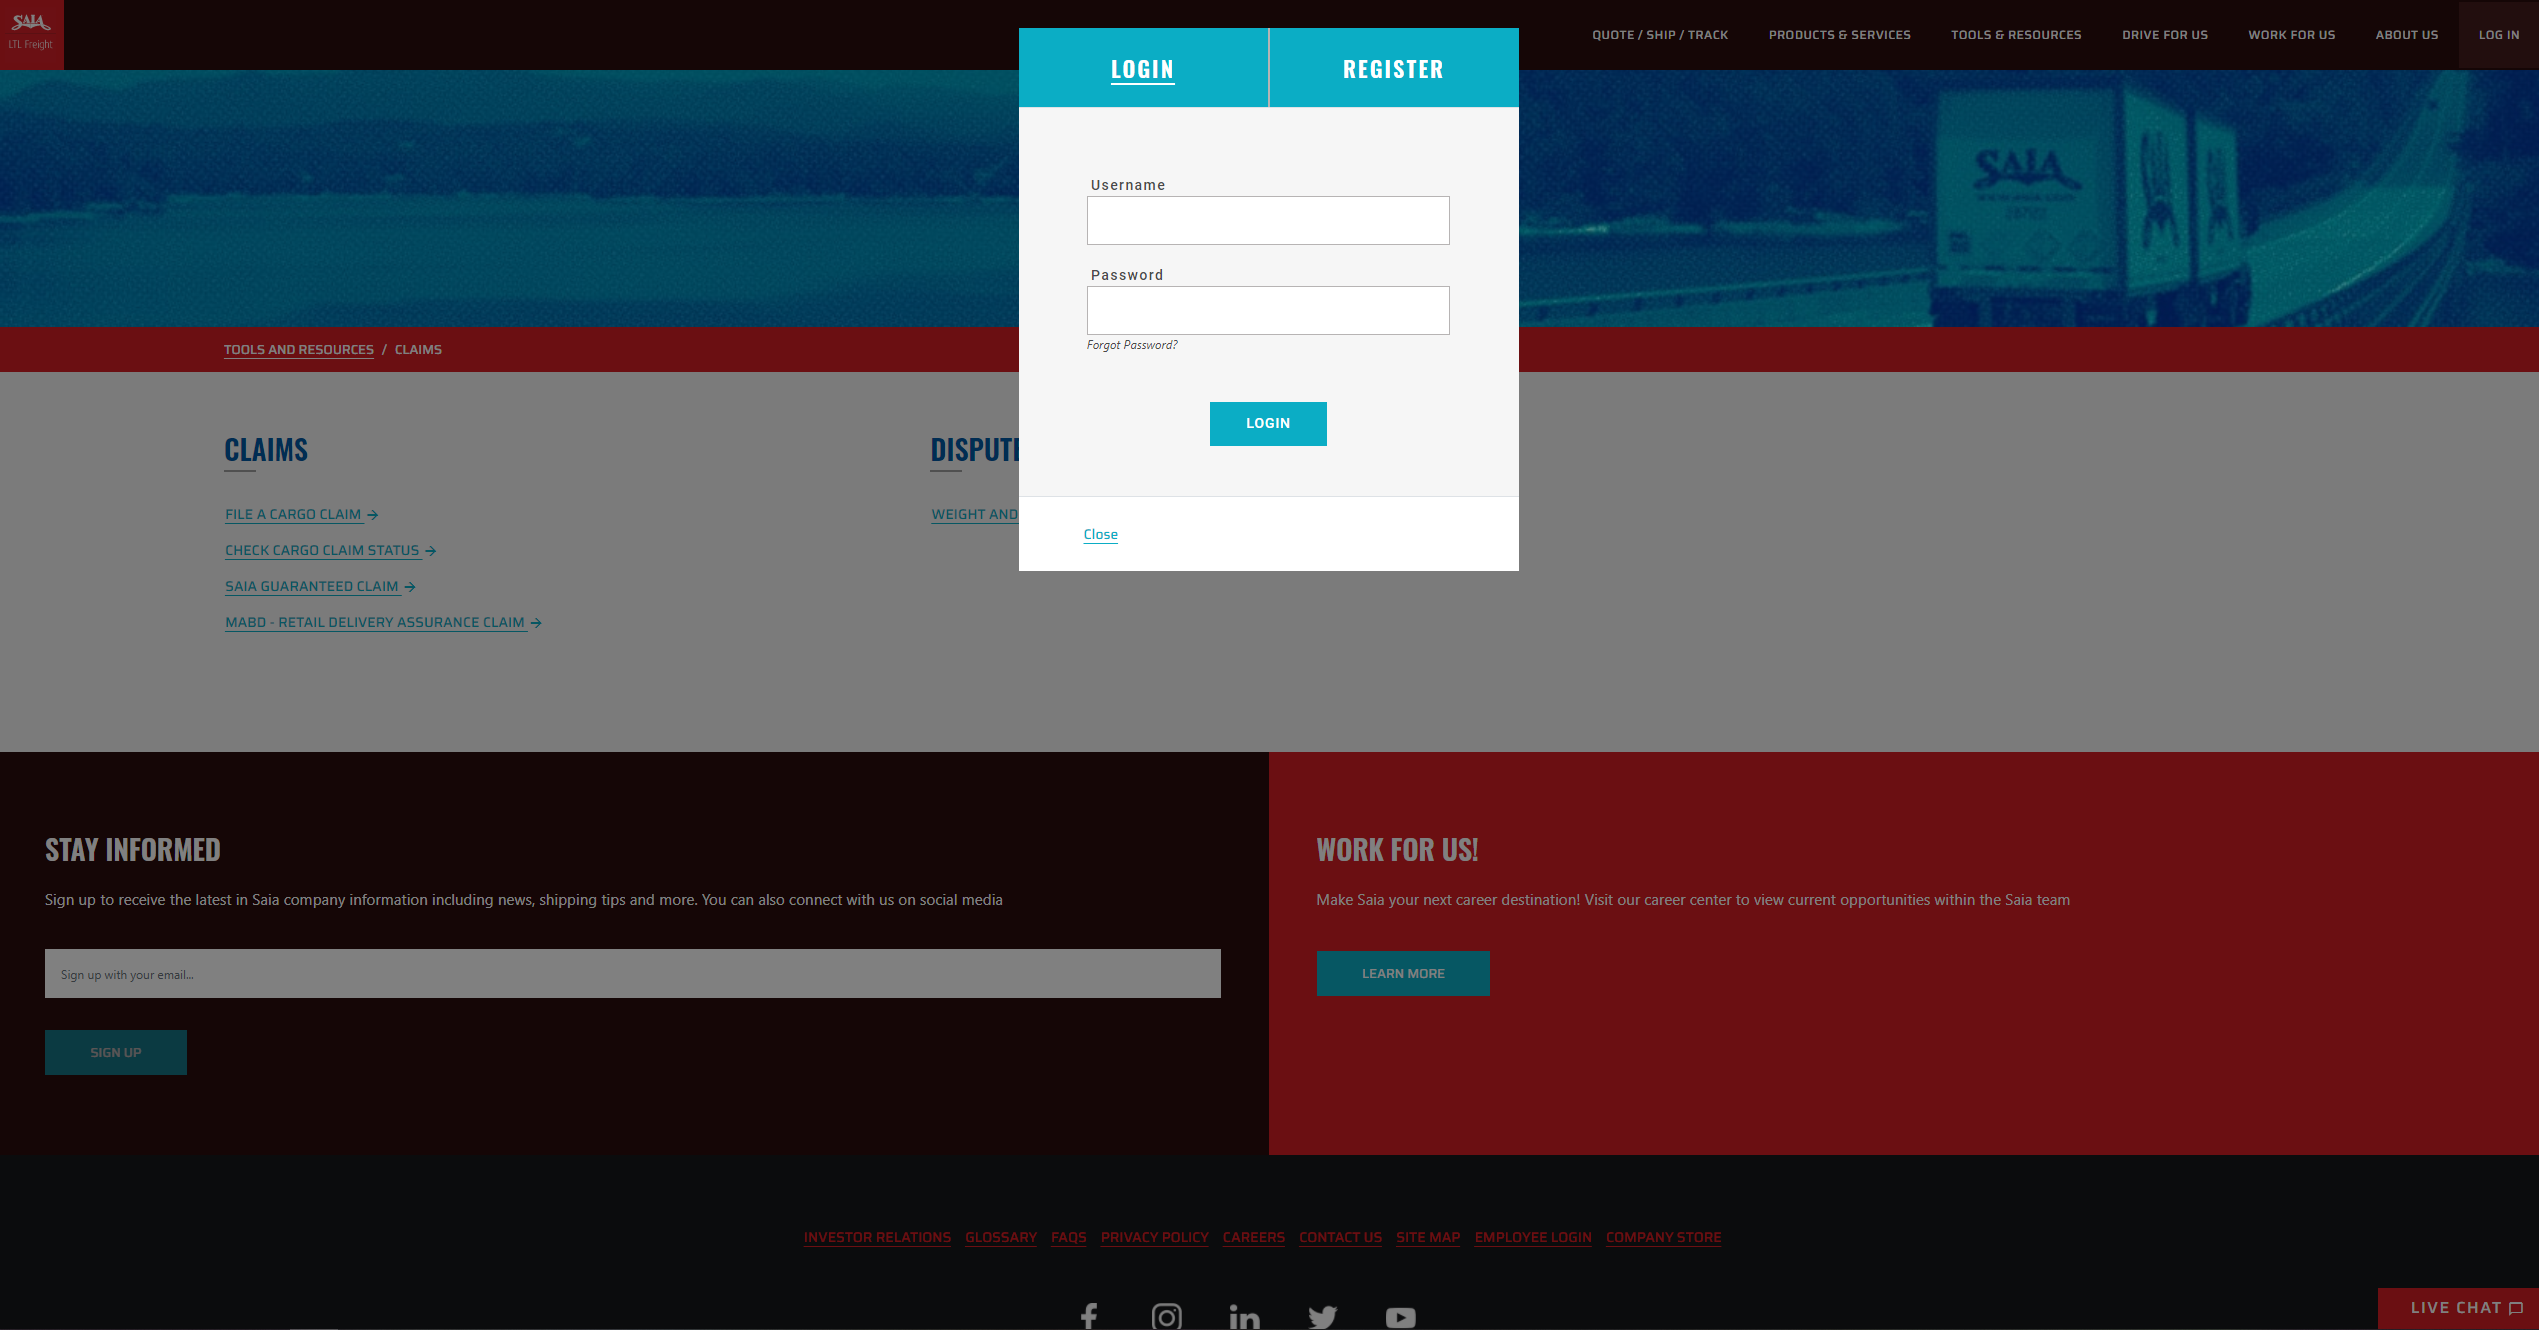 SAIA
LTL Freight
QUOTE / SHIP / TRACK
PRODUCTS & SERVICES
TOOLS & RESOURCES
DRIVE FOR US
WORK FOR US
ABOUT US
LOG IN
LOGIN
REGISTER
SAIA
Username
Password
Forgot Password?
LOGIN
Close
TOOLS AND RESOURCES / CLAIMS
CLAIMS
FILE A CARGO CLAIM
CHECK CARGO CLAIM STATUS
SAIA GUARANTEED CLAIM
MABD - RETAIL DELIVERY ASSURANCE CLAIM
DISPUTE
WEIGHT AND
STAY INFORMED
Sign up to receive the latest in Saia company information including news, shipping tips and more. You can also connect with us on social media
Sign up with your email...
SIGN UP
WORK FOR US!
Make Saia your next career destination! Visit our career center to view current opportunities within the Saia team
LEARN MORE
INVESTOR RELATIONS GLOSSARY FAQS PRIVACY POLICY CAREERS CONTACT US SITE MAP EMPLOYEE LOGIN COMPANY STORE
LIVE CHAT